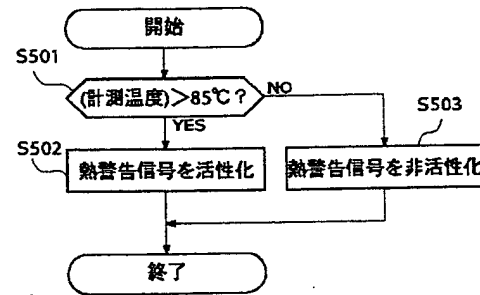 開始
S501
(計測温度)>85℃?
NO
YES
S503
S502
熱警告信号を活性化
熱警告信号を非活性化
終了